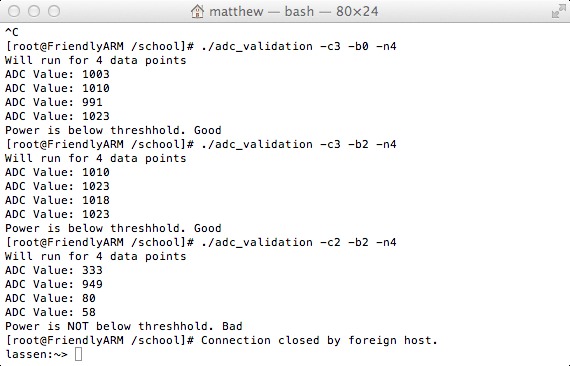 matthew — bash — 80×24
^C
[root@FriendlyARM /school]# ./adc_validation -c3 -b0 -n4
Will run for 4 data points
ADC Value: 1003
ADC Value: 1010
ADC Value: 991
ADC Value: 1023
Power is below threshhold. Good
[root@FriendlyARM /school]# ./adc_validation -c3 -b2 -n4
Will run for 4 data points
ADC Value: 1010
ADC Value: 1023
ADC Value: 1018
ADC Value: 1023
Power is below threshhold. Good
[root@FriendlyARM /school]# ./adc_validation -c2 -b2 -n4
Will run for 4 data points
ADC Value: 333
ADC Value: 949
ADC Value: 80
ADC Value: 58
Power is NOT below threshhold. Bad
[root@FriendlyARM /school]# Connection closed by foreign host.
lassen:~>